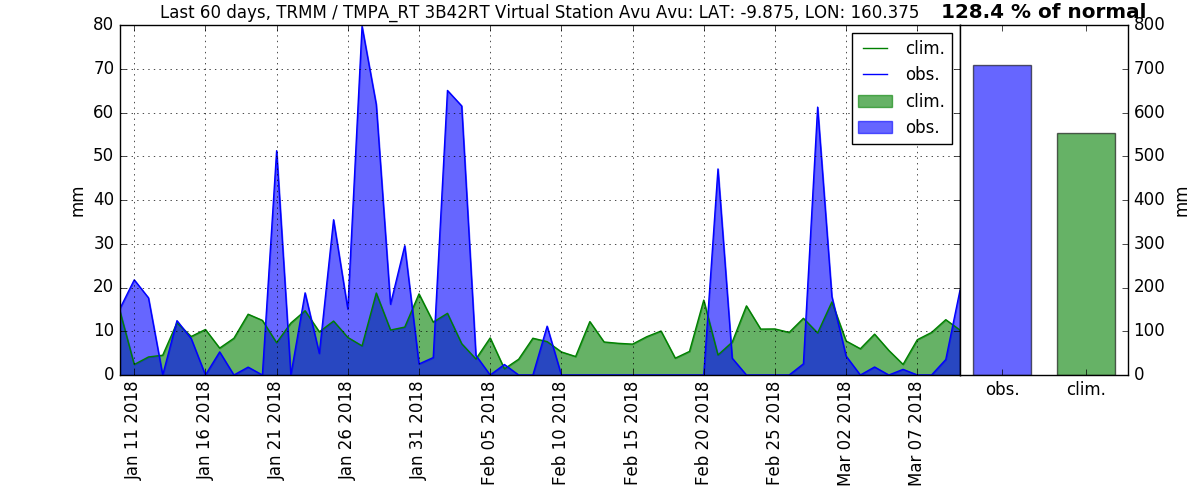 Last 60 days, TRMM / TMPA_RT 3B42RT Virtual Station Avu Avu: LAT: -9.875, LON: 160.375
128.4 % of normal
80
70
60
50
40
30
20
10
0
mm
clim.
obs.
clim.
obs.
800
700
600
500
400
300
200
100
0
mm
Jan 11 2018
Jan 16 2018
Jan 21 2018
Jan 26 2018
Jan 31 2018
Feb 05 2018
Feb 10 2018
Feb 15 2018
Feb 20 2018
Feb 25 2018
Mar 02 2018
Mar 07 2018
obs.
clim.